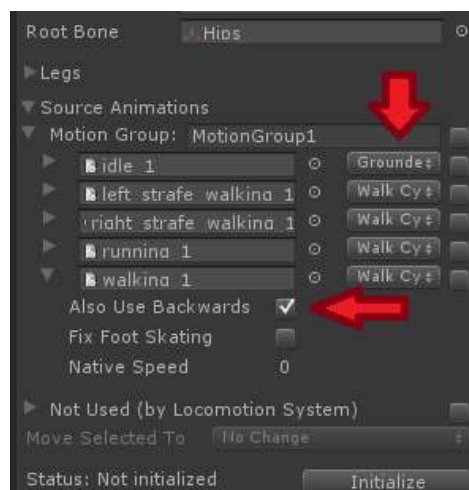 Root Bone Hips
Legs
Source Animations
Motion Group: MotionGroup1
idle_1 Grounde
left_strafe_walking_1 Walk Cy
right_strafe_walking_1 Walk Cy
running_1 Walk Cy
walking_1 Walk Cy
Also Use Backwards
Fix Foot Skating
Native Speed 0
Not Used (by Locomotion System)
Move Selected To No Change
Status: Not initialized Initialize